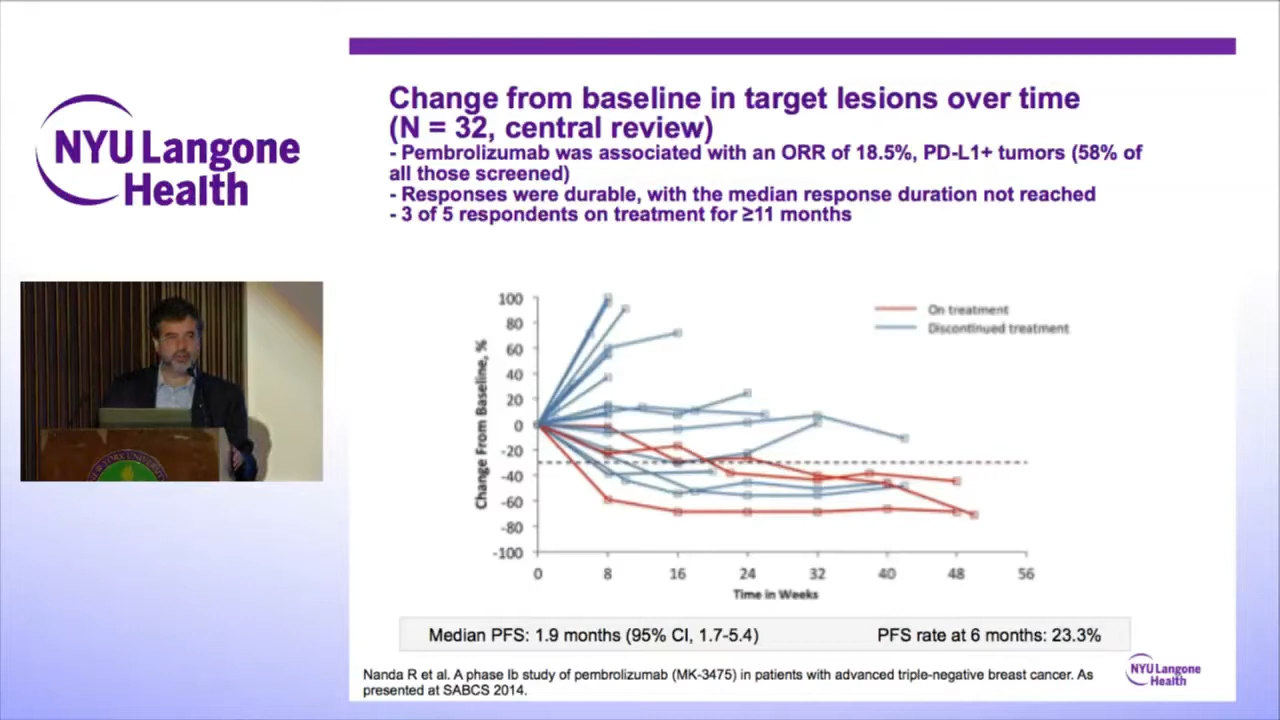 NYU Langone
Health
Change from baseline in target lesions over time
(N = 32, central review)
- Pembrolizumab was associated with an ORR of 18.5%, PD-L1+ tumors (58% of
all those screened)
- Responses were durable, with the median response duration not reached
- 3 of 5 respondents on treatment for ≥11 months
Change From Baseline, %
100
80
60
40
20
0
-20
-40
-60
-80
-100
On treatment
Discontinued treatment
0 8 16 24 32 40 48 56
Time in Weeks
Median PFS: 1.9 months (95% CI, 1.7-5.4) PFS rate at 6 months: 23.3%
Nanda R et al. A phase Ib study of pembrolizumab (MK-3475) in patients with advanced triple-negative breast cancer. As
presented at SABCS 2014.
NYU Langone
Health